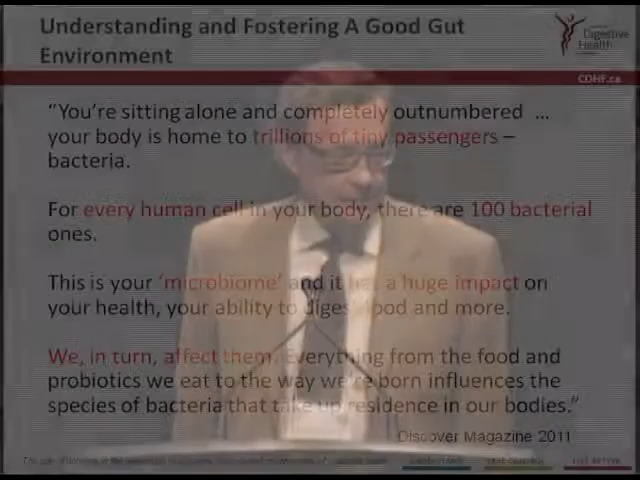 Understanding and Fostering A Good Gut
Environment
Digestive
Health
CDHF.ca
“You're sitting alone and completely outnumbered ...
your body is home to trillions of tiny passengers –
bacteria.
For every human cell in your body, there are 100 bacterial
ones.
This is your ‘microbiome’ and it has a huge impact on
your health, your ability to digest food and more.
We, in turn, affect them. Everything from the food and
probiotics we eat to the way we're born influences the
species of bacteria that take up residence in our bodies.”
Discover Magazine 2011